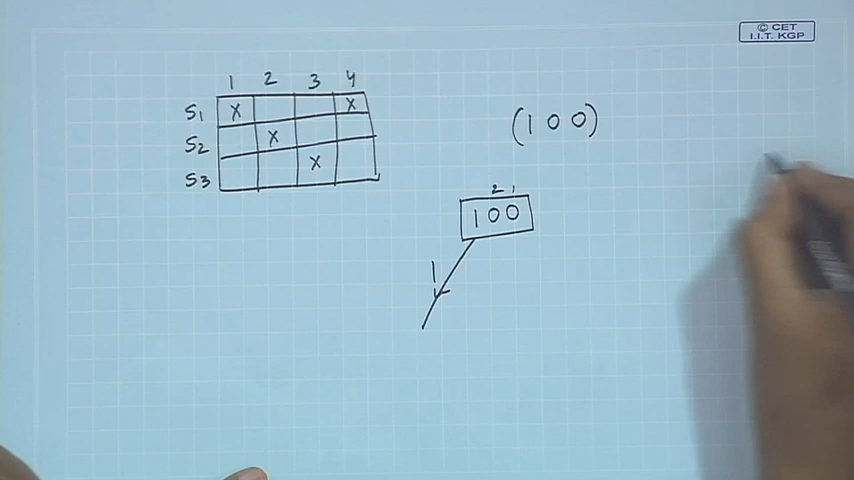 © CET
I.I.T. KGP
1 2 3 4
S1 X X
S2 X
S3 X
(1 0 0)
2 1
1 0 0
1